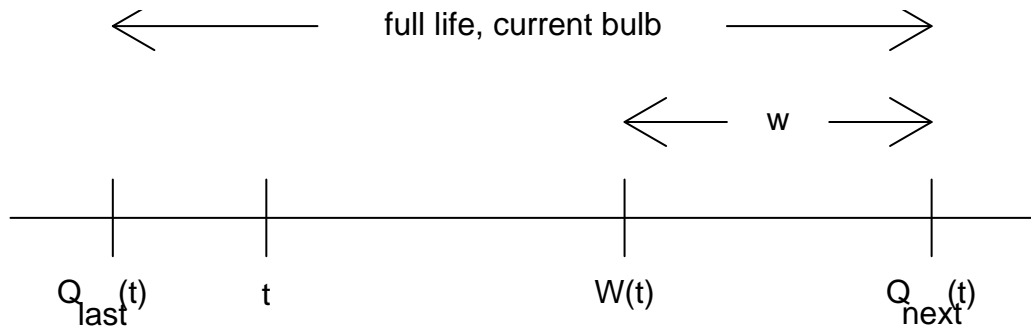 full life, current bulb
w
Q_last(t) t W(t) Q_next(t)